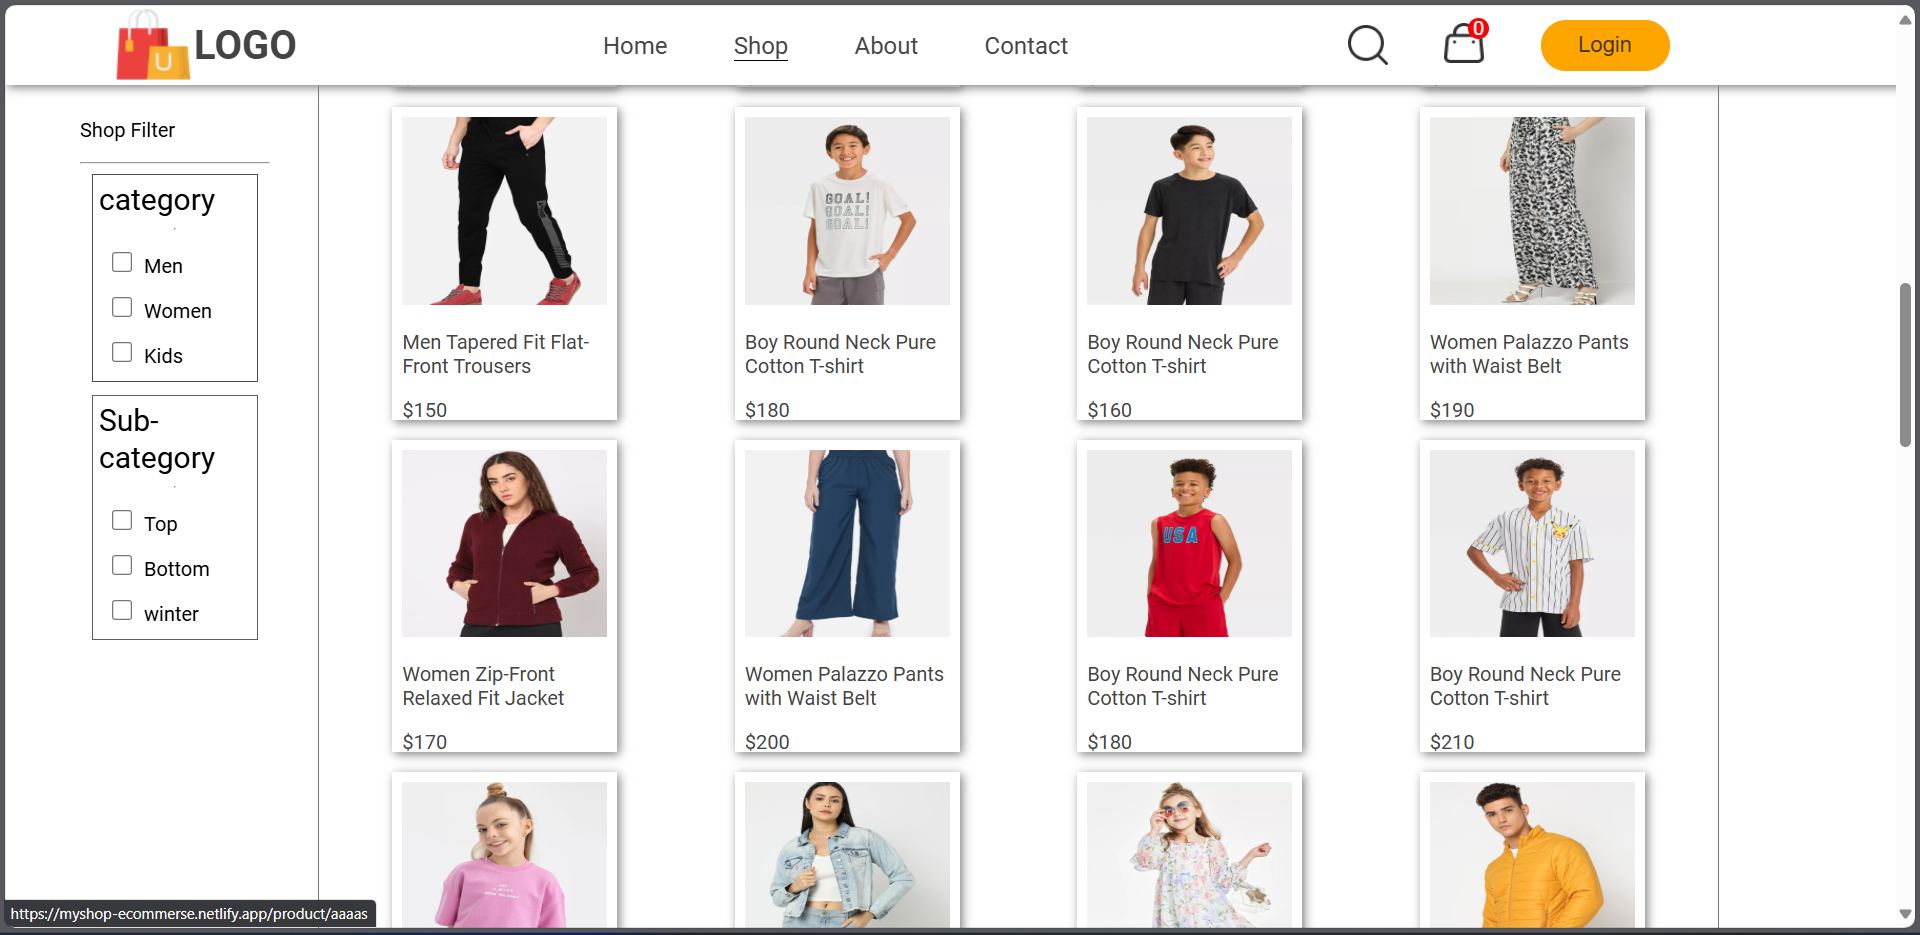 LOGO
U
Home
Shop
About
Contact
0
Login
Shop Filter
category
Men
Women
Kids
Sub-
category
Top
Bottom
winter
GOAL!
GOAL!
GOAL!
Men Tapered Fit Flat-
Front Trousers
$150
Boy Round Neck Pure
Cotton T-shirt
$180
Boy Round Neck Pure
Cotton T-shirt
$160
Women Palazzo Pants
with Waist Belt
$190
USA
Women Zip-Front
Relaxed Fit Jacket
$170
Women Palazzo Pants
with Waist Belt
$200
Boy Round Neck Pure
Cotton T-shirt
$180
Boy Round Neck Pure
Cotton T-shirt
$210
https://myshop-ecommerse.netlify.app/product/aaaas